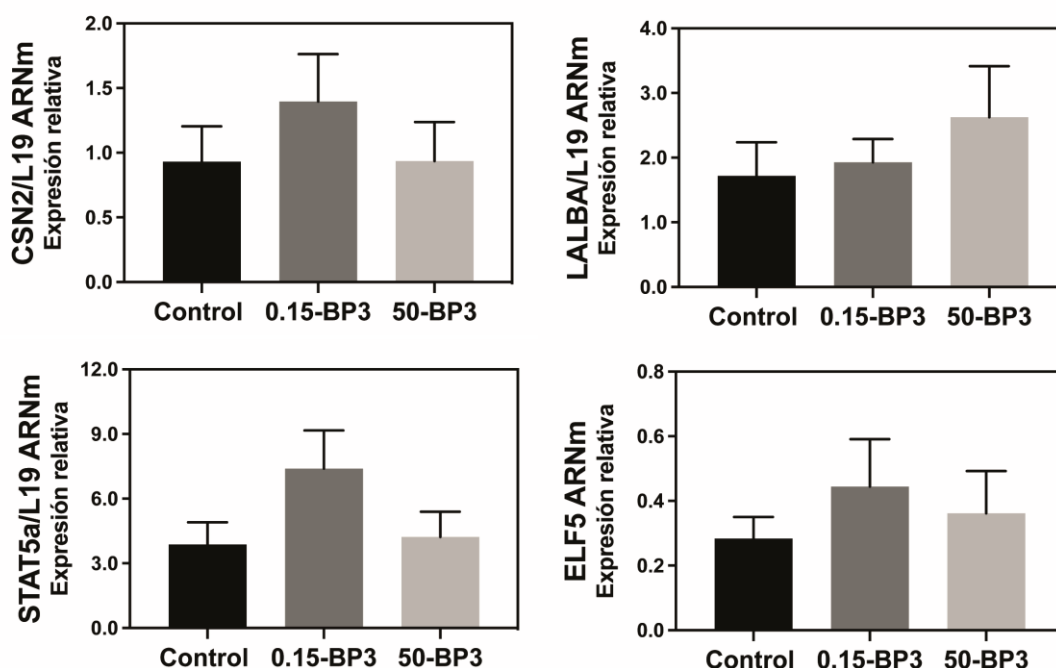 CSN2/L19 ARNm
Expresión relativa
2.0
1.5
1.0
0.5
0.0
Control 0.15-BP3 50-BP3
LALBA/L19 ARNm
Expresión relativa
4.0
3.0
2.0
1.0
0.0
Control 0.15-BP3 50-BP3
STAT5a/L19 ARNm
Expresión relativa
12.0
9.0
6.0
3.0
0.0
Control 0.15-BP3 50-BP3
ELF5 ARNm
Expresión relativa
0.8
0.6
0.4
0.2
0.0
Control 0.15-BP3 50-BP3